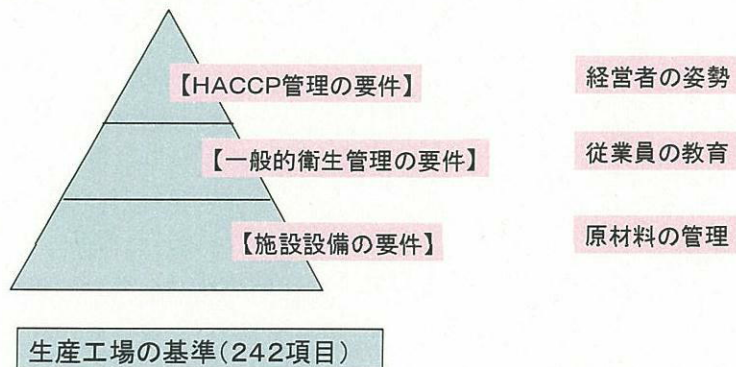 【HACCP管理の要件】
経営者の姿勢
【一般的衛生管理の要件】
従業員の教育
【施設設備の要件】
原材料の管理
生産工場の基準(242項目)